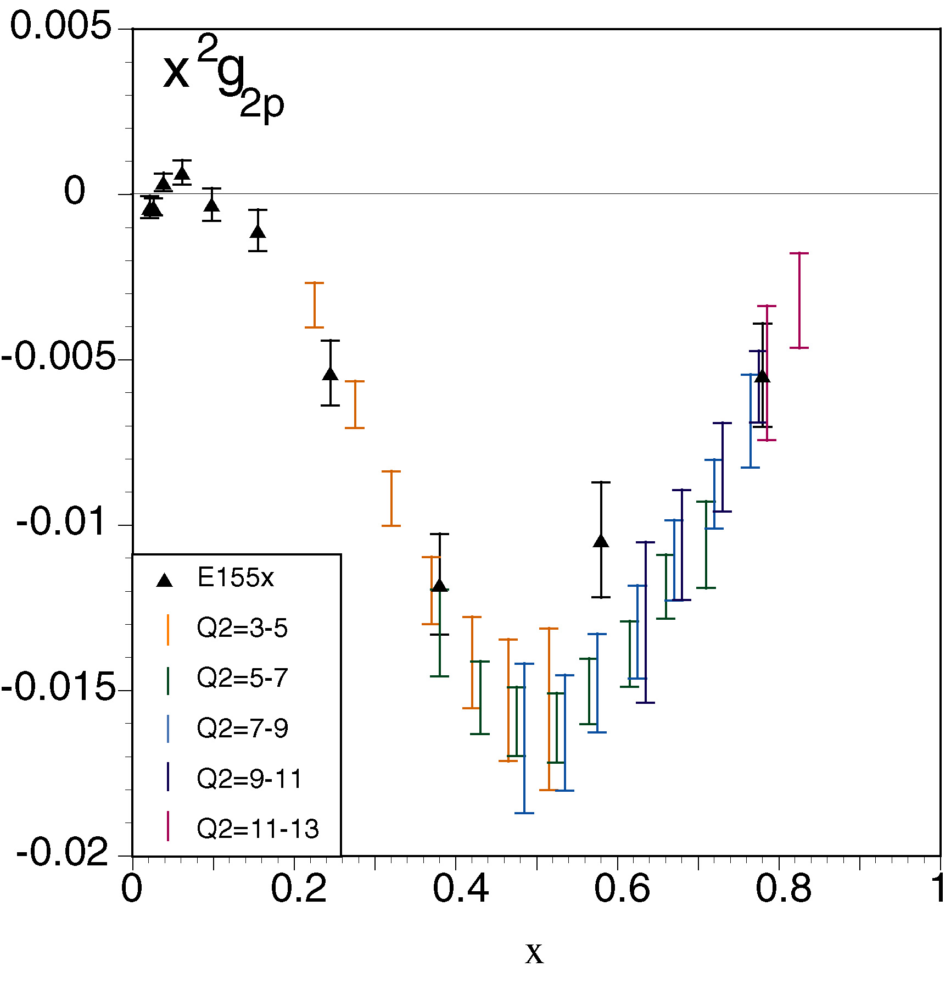 0.005
x²g₂ₚ
0
-0.005
-0.01
-0.015
-0.02
E155x
Q2=3-5
Q2=5-7
Q2=7-9
Q2=9-11
Q2=11-13
0 0.2 0.4 0.6 0.8 1
x